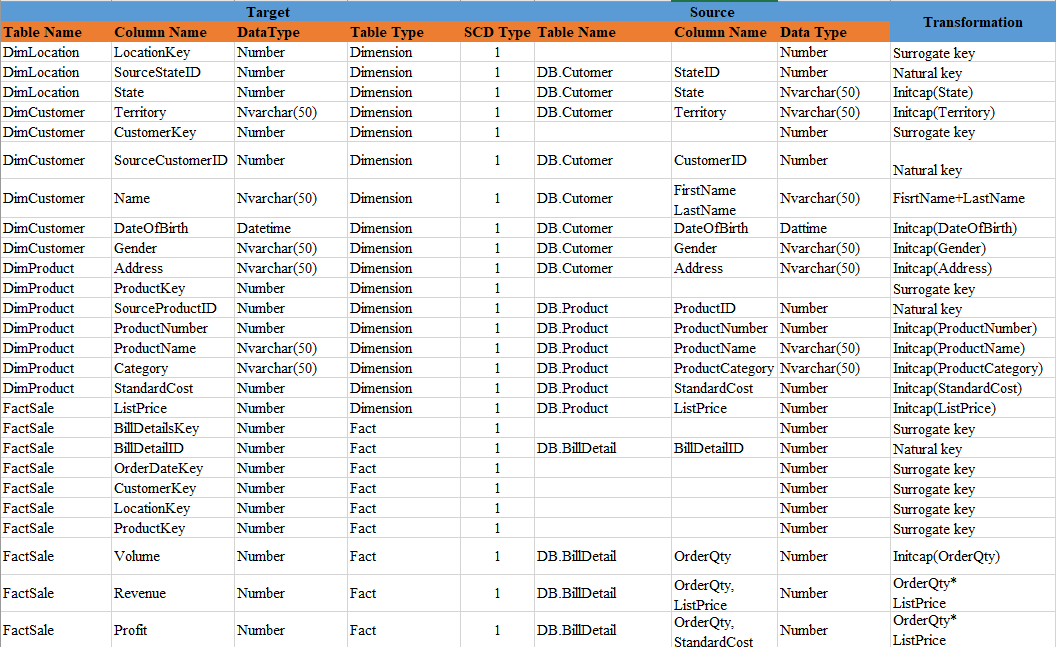 Target Source Transformation
Table Name Column Name DataType Table Type SCD Type Table Name Column Name Data Type
DimLocation LocationKey Number Dimension 1 Number Surrogate key
DimLocation SourceStateID Number Dimension 1 DB.Cutomer StateID Number Natural key
DimLocation State Number Dimension 1 DB.Cutomer State Nvarchar(50) Initcap(State)
DimCustomer Territory Nvarchar(50) Dimension 1 DB.Cutomer Territory Nvarchar(50) Initcap(Territory)
DimCustomer CustomerKey Number Dimension 1 Number Surrogate key
DimCustomer SourceCustomerID Number Dimension 1 DB.Cutomer CustomerID Number Natural key
DimCustomer Name Nvarchar(50) Dimension 1 DB.Cutomer FirstName
LastName Nvarchar(50) FisrtName+LastName
DimCustomer DateOfBirth Datetime Dimension 1 DB.Cutomer DateOfBirth Dattime Initcap(DateOfBirth)
DimCustomer Gender Nvarchar(50) Dimension 1 DB.Cutomer Gender Nvarchar(50) Initcap(Gender)
DimProduct Address Nvarchar(50) Dimension 1 DB.Cutomer Address Nvarchar(50) Initcap(Address)
DimProduct ProductKey Number Dimension 1 Surrogate key
DimProduct SourceProductID Number Dimension 1 DB.Product ProductID Number Natural key
DimProduct ProductNumber Number Dimension 1 DB.Product ProductNumber Number Initcap(ProductNumber)
DimProduct ProductName Nvarchar(50) Dimension 1 DB.Product ProductName Nvarchar(50) Initcap(ProductName)
DimProduct Category Nvarchar(50) Dimension 1 DB.Product ProductCategory Nvarchar(50) Initcap(ProductCategory)
DimProduct StandardCost Number Dimension 1 DB.Product StandardCost Number Initcap(StandardCost)
FactSale ListPrice Number Dimension 1 DB.Product ListPrice Number Initcap(ListPrice)
FactSale BillDetailsKey Number Fact 1 Number Surrogate key
FactSale BillDetailID Number Fact 1 DB.BillDetail BillDetailID Number Natural key
FactSale OrderDateKey Number Fact 1 Number Surrogate key
FactSale CustomerKey Number Fact 1 Number Surrogate key
FactSale LocationKey Number Fact 1 Number Surrogate key
FactSale ProductKey Number Fact 1 Number Surrogate key
FactSale Volume Number Fact 1 DB.BillDetail OrderQty Number Initcap(OrderQty)
FactSale Revenue Number Fact 1 DB.BillDetail OrderQty,
ListPrice Number OrderQty*
ListPrice
FactSale Profit Number Fact 1 DB.BillDetail OrderQty,
StandardCost Number OrderQty*
ListPrice